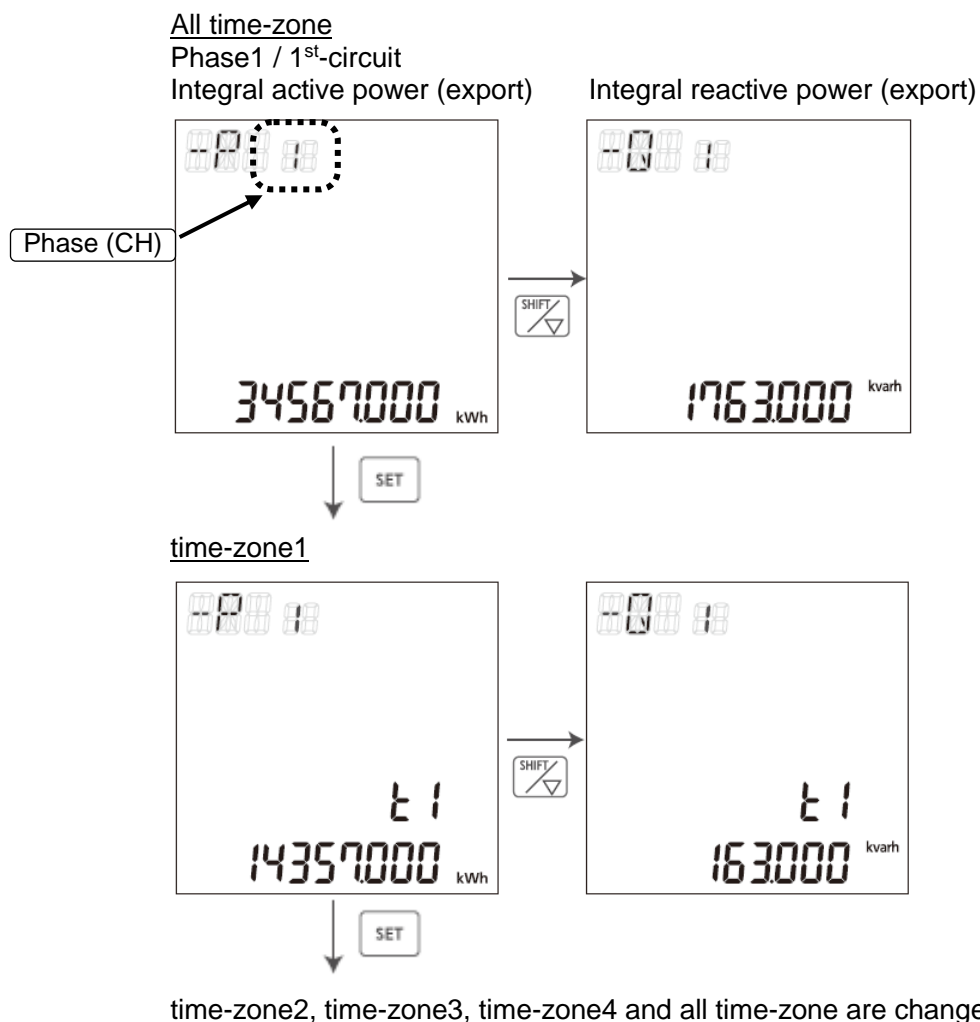 All time-zone
Phase1 / 1st-circuit
Integral active power (export) Integral reactive power (export)
-P 1
-Q 1
Phase (CH)
SHIFT/
34567.000 kWh
1763.000 kvarh
SET
time-zone1
-P 1
-Q 1
SHIFT/
t1
t1
14357.000 kWh
163.000 kvarh
SET
time-zone2, time-zone3, time-zone4 and all time-zone are change